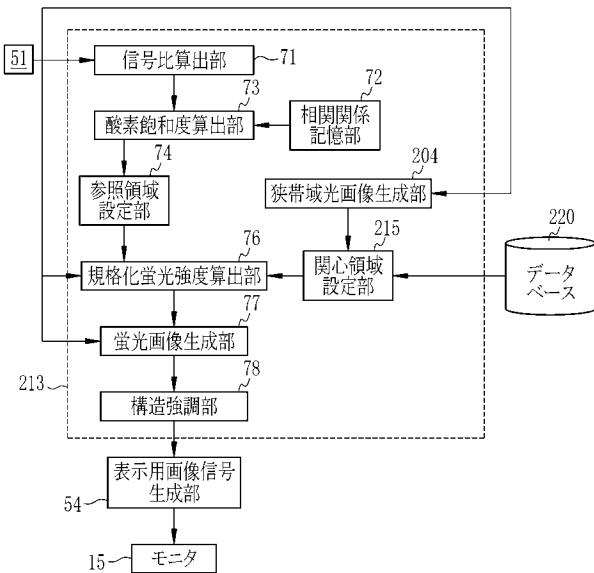 51
信号比算出部
71
73
72
酸素飽和度算出部
相関関係
記憶部
74
204
参照領域
設定部
狭帯域光画像生成部
215
220
76
規格化蛍光強度算出部
関心領域
設定部
データ
ベース
77
蛍光画像生成部
213
78
構造強調部
表示用画像信号
生成部
54
15
モニタ